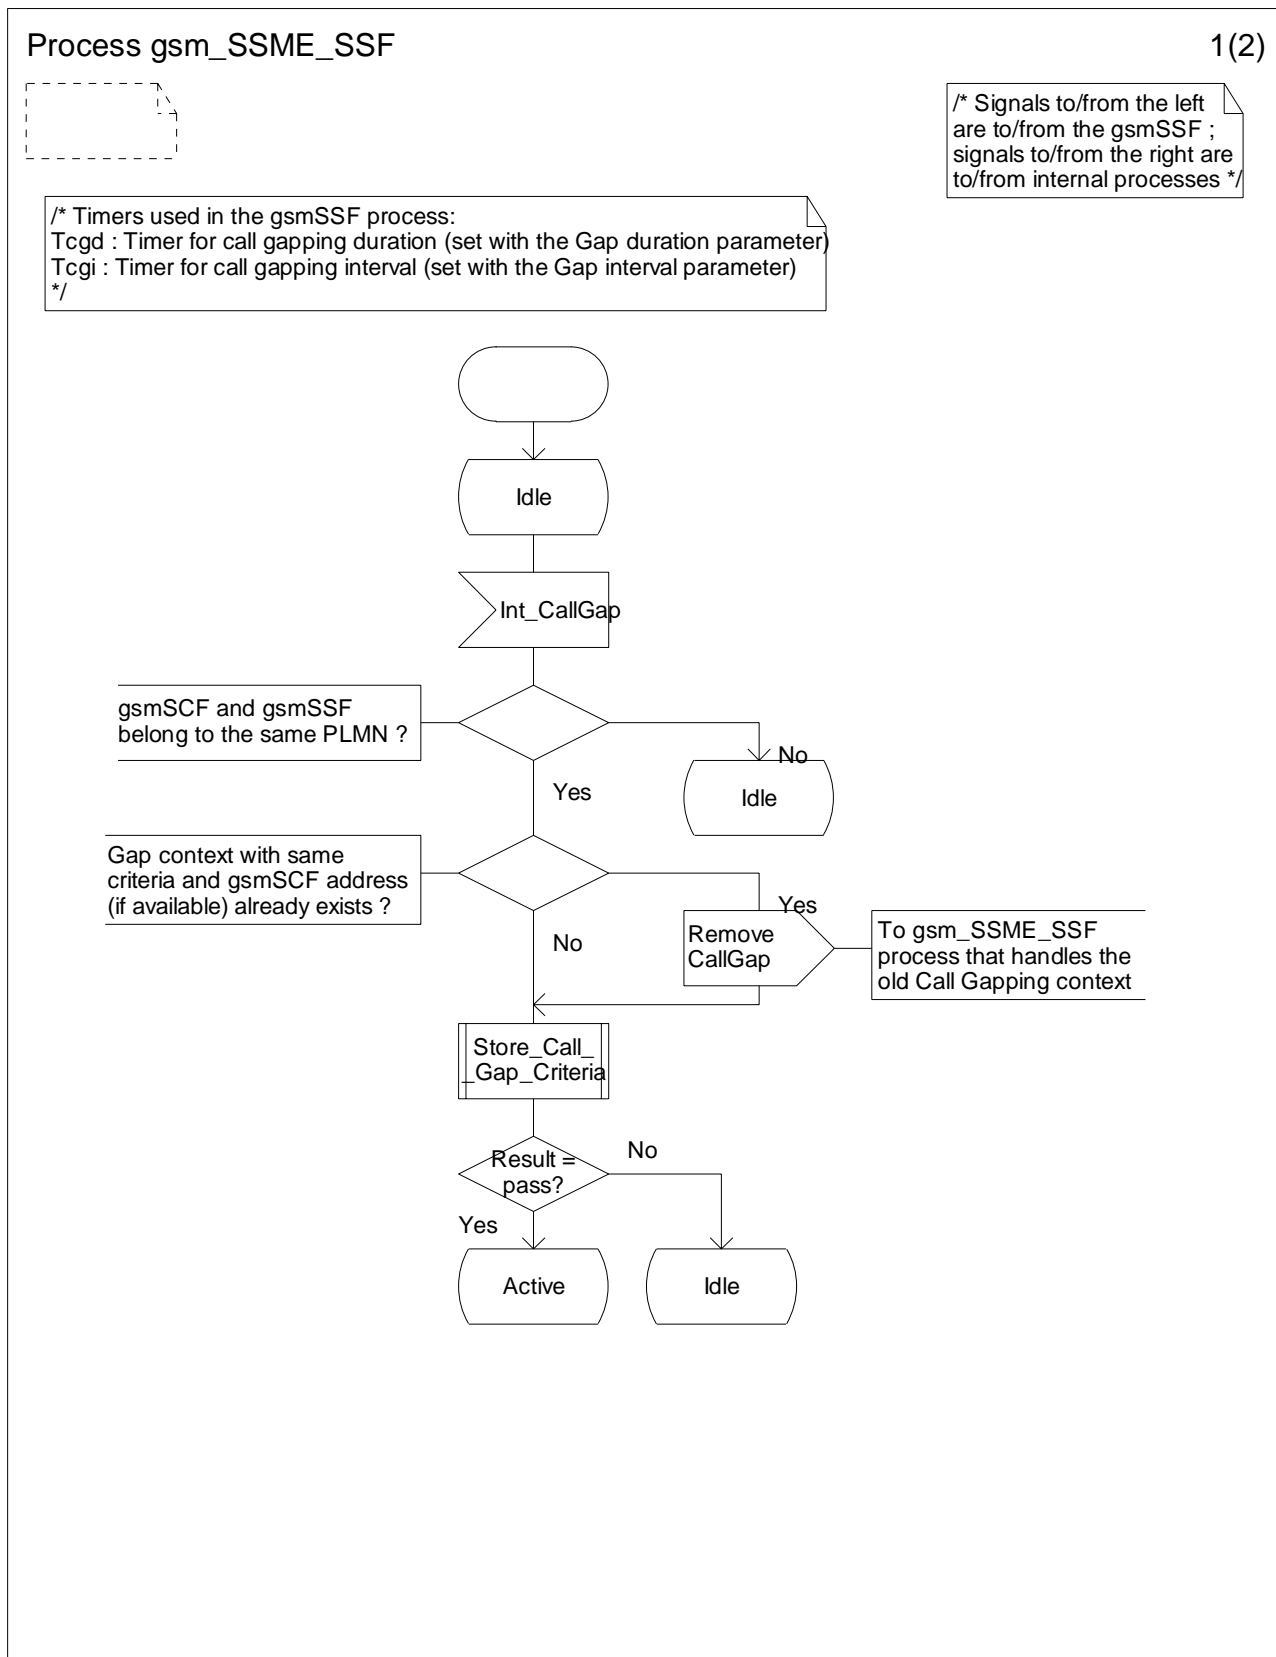 Process gsm_SSME_SSF
1(2)
/* Signals to/from the left
are to/from the gsmSSF ;
signals to/from the right are
to/from internal processes */
/* Timers used in the gsmSSF process:
Tcgd : Timer for call gapping duration (set with the Gap duration parameter)
Tcgi : Timer for call gapping interval (set with the Gap interval parameter)
*/
Idle
Int_CallGap
gsmSCF and gsmSSF
belong to the same PLMN ?
No
Yes
Idle
Gap context with same
criteria and gsmSCF address
(if available) already exists ?
Yes
No
Remove
CallGap
To gsm_SSME_SSF
process that handles the
old Call Gapping context
Store_Call_
_Gap_Criteria
Result =
pass?
No
Yes
Active
Idle